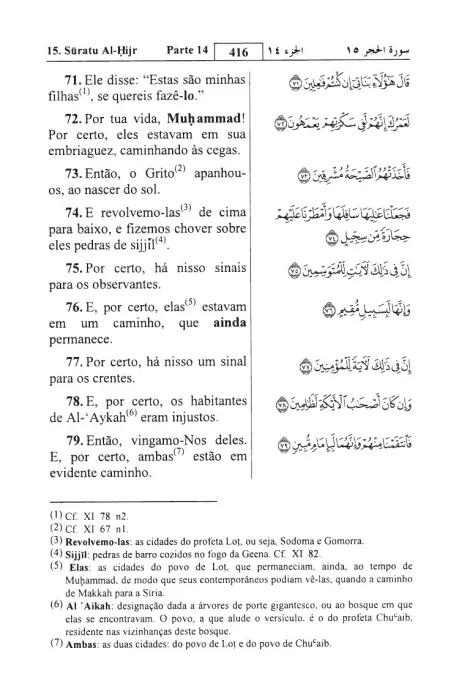 15. Sūratu Al-Ḥijr Parte 14 416 الجزء ١٤ سورة الحجر ١٥
71. Ele disse: “Estas são minhas
filhas(1), se quereis fazê-lo.”
72. Por tua vida, Muḥammad!
Por certo, eles estavam em sua
embriaguez, caminhando às cegas.
73. Então, o Grito(2) apanhou-
os, ao nascer do sol.
74. E revolvemo-las(3) de cima
para baixo, e fizemos chover sobre
eles pedras de sijjīl(4).
75. Por certo, há nisso sinais
para os observantes.
76. E, por certo, elas(5) estavam
em um caminho, que ainda
permanece.
77. Por certo, há nisso um sinal
para os crentes.
78. E, por certo, os habitantes
de Al-‘Aykah(6) eram injustos.
79. Então, vingamo-Nos deles.
E, por certo, ambas(7) estão em
evidente caminho.
قَالَ هَٰٓؤُلَآءِ بَنَاتِىٓ إِن كُنتُمْ فَٰعِلِينَ ٧١
لَعَمْرُكَ إِنَّهُمْ لَفِى سَكْرَتِهِمْ يَعْمَهُونَ ٧٢
فَأَخَذَتْهُمُ ٱلصَّيْحَةُ مُشْرِقِينَ ٧٣
فَجَعَلْنَا عَٰلِيَهَا سَافِلَهَا وَأَمْطَرْنَا عَلَيْهِمْ
حِجَارَةً مِّن سِجِّيلٍ ٧٤
إِنَّ فِى ذَٰلِكَ لَءَايَٰتٍ لِّلْمُتَوَسِّمِينَ ٧٥
وَإِنَّهَا لَبِسَبِيلٍ مُّقِيمٍ ٧٦
إِنَّ فِى ذَٰلِكَ لَءَايَةً لِّلْمُؤْمِنِينَ ٧٧
وَإِن كَانَ أَصْحَٰبُ ٱلْأَيْكَةِ لَظَٰلِمِينَ ٧٨
فَٱنتَقَمْنَا مِنْهُمْ وَإِنَّهُمَا لَبِإِمَامٍ مُّبِينٍ ٧٩
(1) Cf. XI 78 n2.
(2) Cf. XI 67 n1.
(3) Revolvemo-las: as cidades do profeta Loṭ, ou seja, Sodoma e Gomorra.
(4) Sijjīl: pedras de barro cozidos no fogo da Geena. Cf. XI 82.
(5) Elas: as cidades do povo de Loṭ, que permaneciam, ainda, ao tempo de
Muḥammad, de modo que seus contemporâneos podiam vê-las, quando a caminho
de Makkah para a Síria.
(6) Al ’Aikah: designação dada a árvores de porte gigantesco, ou ao bosque em que
elas se encontravam. O povo, a que alude o versículo, é o do profeta Chuᶜaib,
residente nas vizinhanças deste bosque.
(7) Ambas: as duas cidades: do povo de Loṭ e do povo de Chuᶜaib.